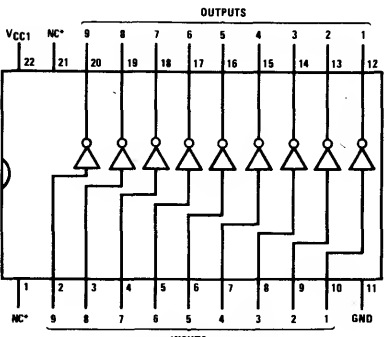 OUTPUTS
VCC1 NC* 9 8 7 6 5 4 3 2 1
22 21 20 19 18 17 16 15 14 13 12
1 2 3 4 5 6 7 8 9 10 11
NC* 9 8 7 6 5 4 3 2 1 GND